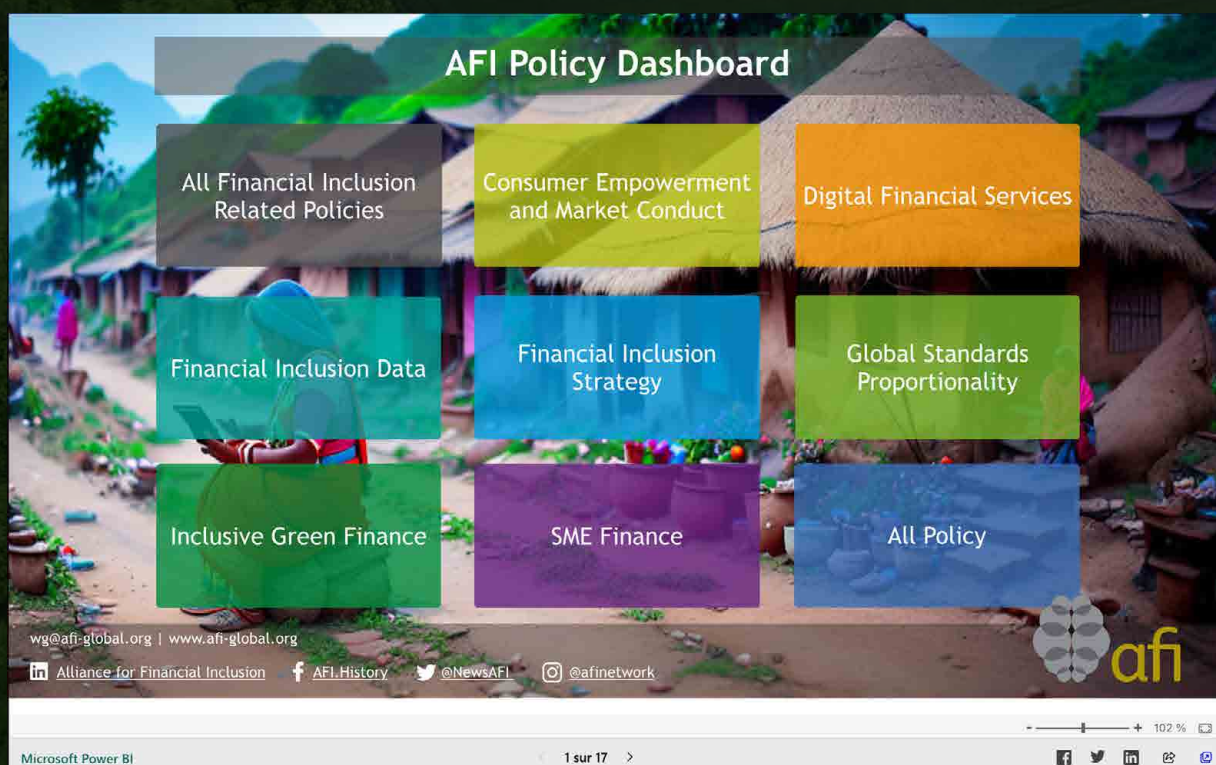 AFI Policy Dashboard
All Financial Inclusion
Related Policies
Consumer Empowerment
and Market Conduct
Digital Financial Services
Financial Inclusion Data
Financial Inclusion
Strategy
Global Standards
Proportionality
Inclusive Green Finance
SME Finance
All Policy
wg@afi-global.org | www.afi-global.org
Alliance for Financial Inclusion AFI.History @NewsAFI @afinetwork
afi
102 %
Microsoft Power BI 1 sur 17